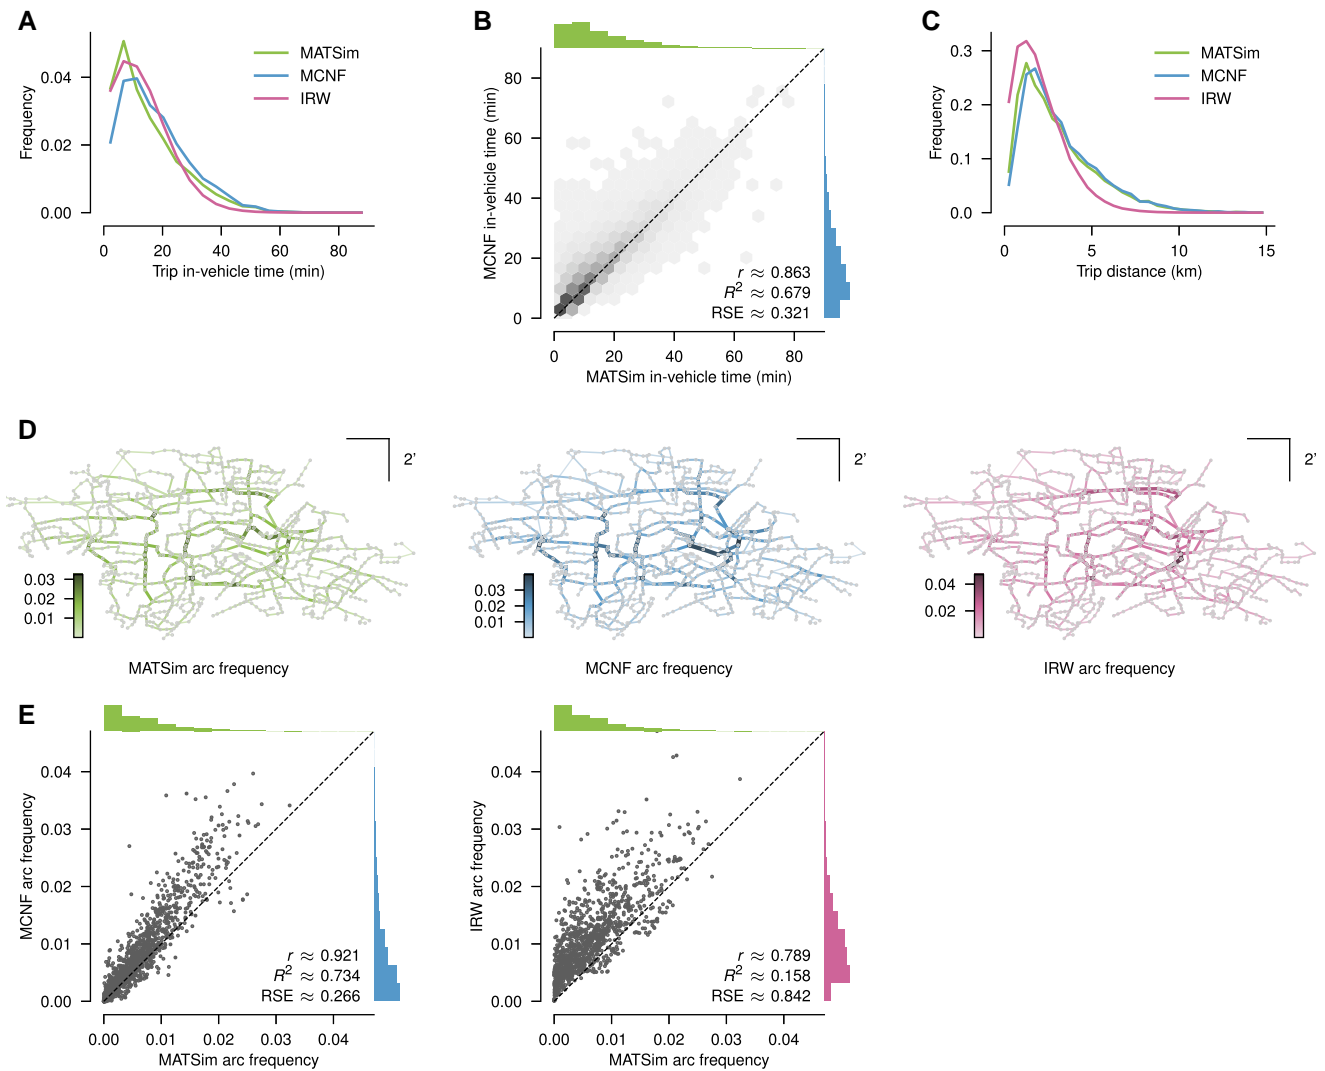 A
0.04
0.02
0.00
Frequency
MATSim
MCNF
IRW
0 20 40 60 80
Trip in-vehicle time (min)
B
80
60
40
20
0
MCNF in-vehicle time (min)
r ≈ 0.863
R² ≈ 0.679
RSE ≈ 0.321
0 20 40 60 80
MATSim in-vehicle time (min)
C
0.3
0.2
0.1
0.0
Frequency
MATSim
MCNF
IRW
0 5 10 15
Trip distance (km)
D
2'
0.03
0.02
0.01
MATSim arc frequency
2'
0.03
0.02
0.01
MCNF arc frequency
2'
0.04
0.02
IRW arc frequency
E
0.04
0.03
0.02
0.01
0.00
MCNF arc frequency
r ≈ 0.921
R² ≈ 0.734
RSE ≈ 0.266
0.00 0.01 0.02 0.03 0.04
MATSim arc frequency
0.04
0.03
0.02
0.01
0.00
IRW arc frequency
r ≈ 0.789
R² ≈ 0.158
RSE ≈ 0.842
0.00 0.01 0.02 0.03 0.04
MATSim arc frequency